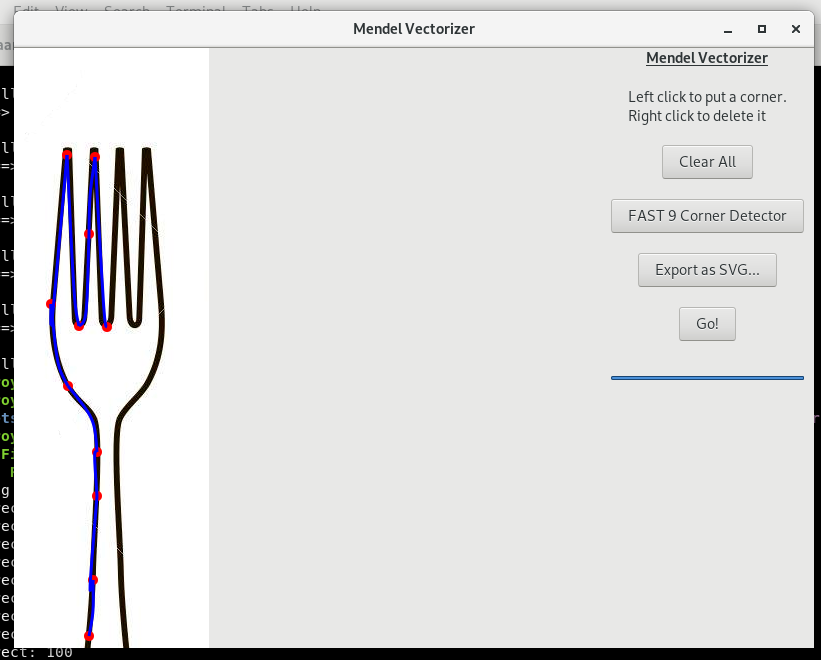 Edit View Search Terminal Tabs Help
Mendel Vectorizer
Mendel Vectorizer
Left click to put a corner.
Right click to delete it
Clear All
FAST 9 Corner Detector
Export as SVG...
Go!
rect: 100